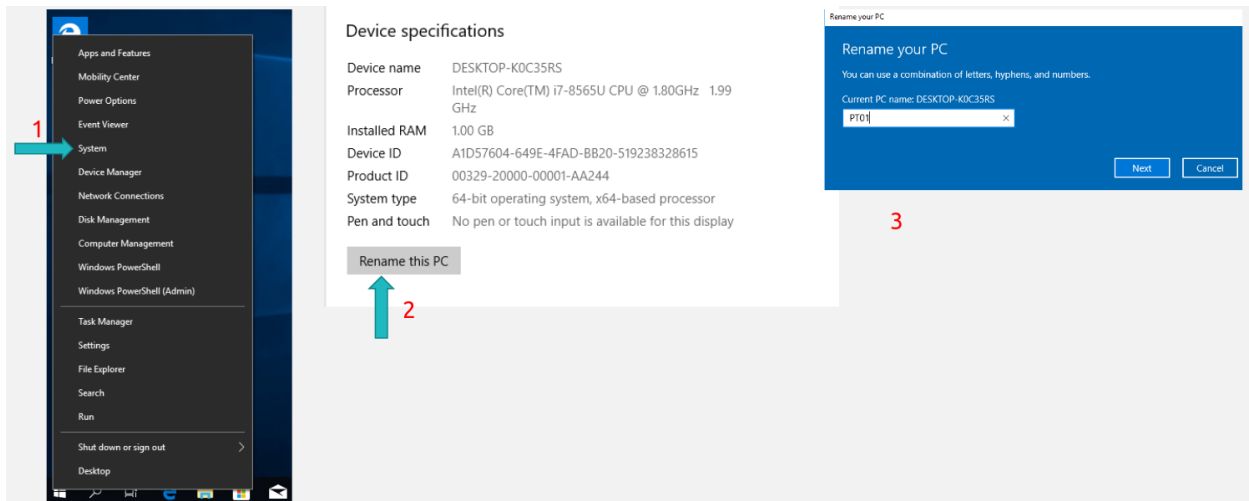 Apps and Features
Mobility Center
Power Options
Event Viewer
1
System
Device Manager
Network Connections
Disk Management
Computer Management
Windows PowerShell
Windows PowerShell (Admin)
Task Manager
Settings
File Explorer
Search
Run
Shut down or sign out
Desktop
Device specifications
Device name DESKTOP-K0C35RS
Processor Intel(R) Core(TM) i7-8565U CPU @ 1.80GHz 1.99
GHz
Installed RAM 1.00 GB
Device ID A1D57604-649E-4FAD-BB20-519238328615
Product ID 00329-20000-00001-AA244
System type 64-bit operating system, x64-based processor
Pen and touch No pen or touch input is available for this display
Rename this PC
2
Rename your PC
Rename your PC
You can use a combination of letters, hyphens, and numbers.
Current PC name: DESKTOP-K0C35RS
PT01
Next Cancel
3